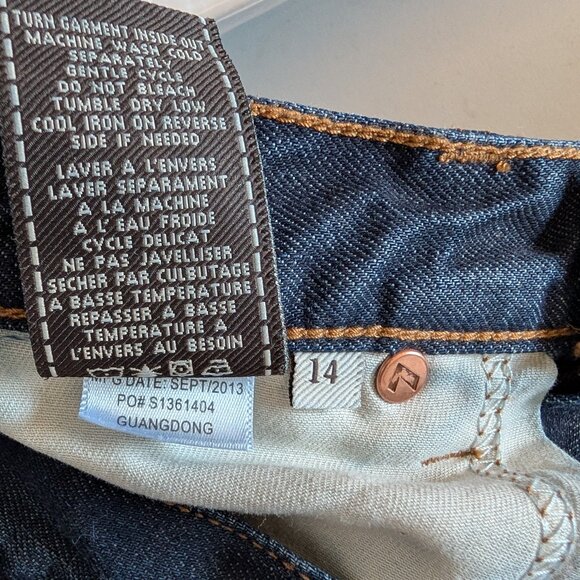 TURN GARMENT INSIDE OUT
MACHINE WASH COLD
SEPARATELY
GENTLE CYCLE
DO NOT BLEACH
TUMBLE DRY LOW
COOL IRON ON REVERSE
SIDE IF NEEDED
LAVER A L'ENVERS
LAVER SEPARAMENT
A LA MACHINE
A L'EAU FROIDE
CYCLE DELICAT
NE PAS JAVELLISER
SECHER PAR CULBUTAGE
A BASSE TEMPERATURE
REPASSER A BASSE
TEMPERATURE A
L'ENVERS AU BESOIN
MFG DATE: SEPT/2013
PO# S1361404
GUANGDONG
14